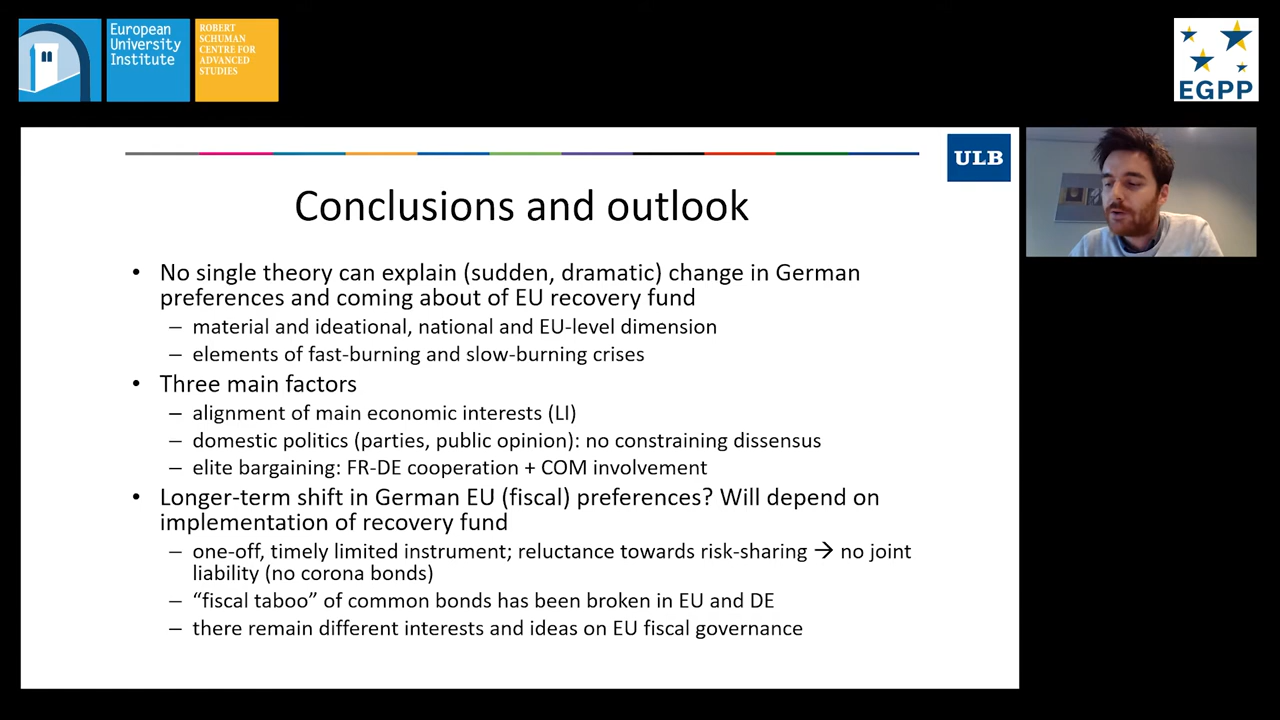 European
University
Institute
ROBERT
SCHUMAN
CENTRE FOR
ADVANCED
STUDIES
EGPP
ULB
Conclusions and outlook
• No single theory can explain (sudden, dramatic) change in German
preferences and coming about of EU recovery fund
– material and ideational, national and EU-level dimension
– elements of fast-burning and slow-burning crises
• Three main factors
– alignment of main economic interests (LI)
– domestic politics (parties, public opinion): no constraining dissensus
– elite bargaining: FR-DE cooperation + COM involvement
• Longer-term shift in German EU (fiscal) preferences? Will depend on
implementation of recovery fund
– one-off, timely limited instrument; reluctance towards risk-sharing → no joint
liability (no corona bonds)
– “fiscal taboo” of common bonds has been broken in EU and DE
– there remain different interests and ideas on EU fiscal governance